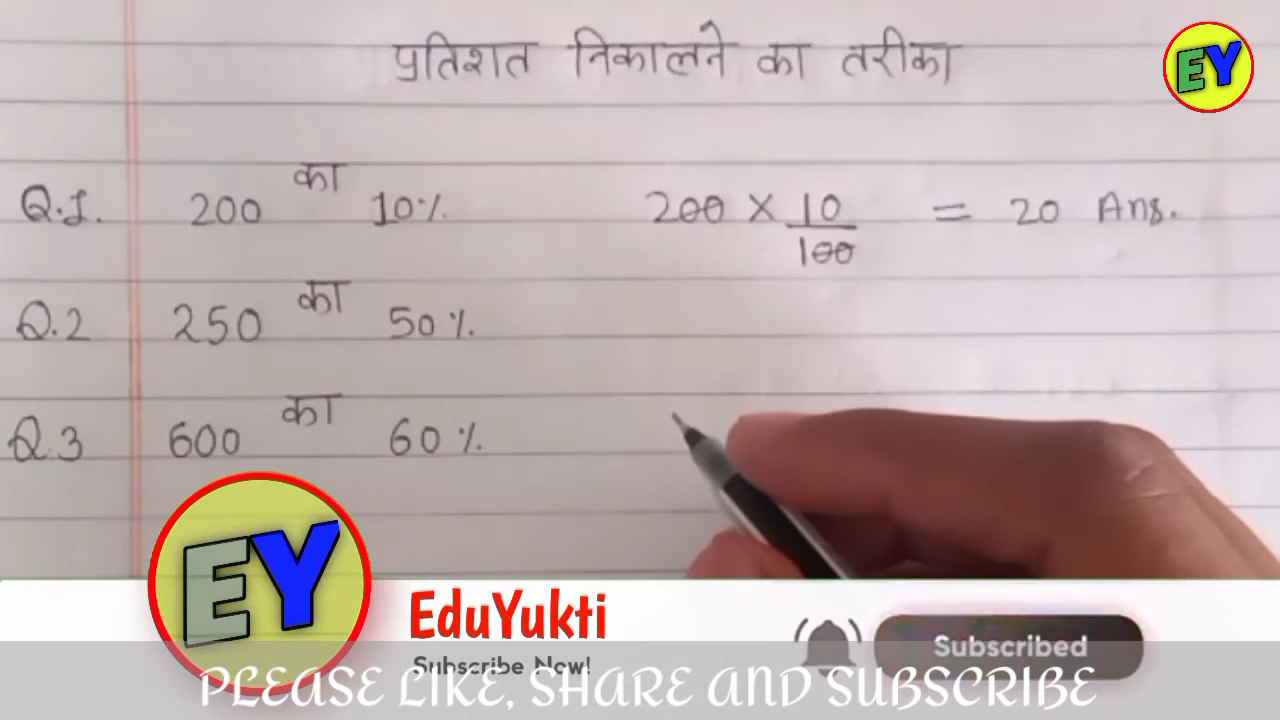 प्रतिशत निकालने का तरीका
EY
Q.1. 200 का 10% 200 × 10/100 = 20 Ans.
Q.2 250 का 50%
Q.3 600 का 60%
EY
EduYukti
Subscribe Now!
Subscribed
PLEASE LIKE, SHARE AND SUBSCRIBE